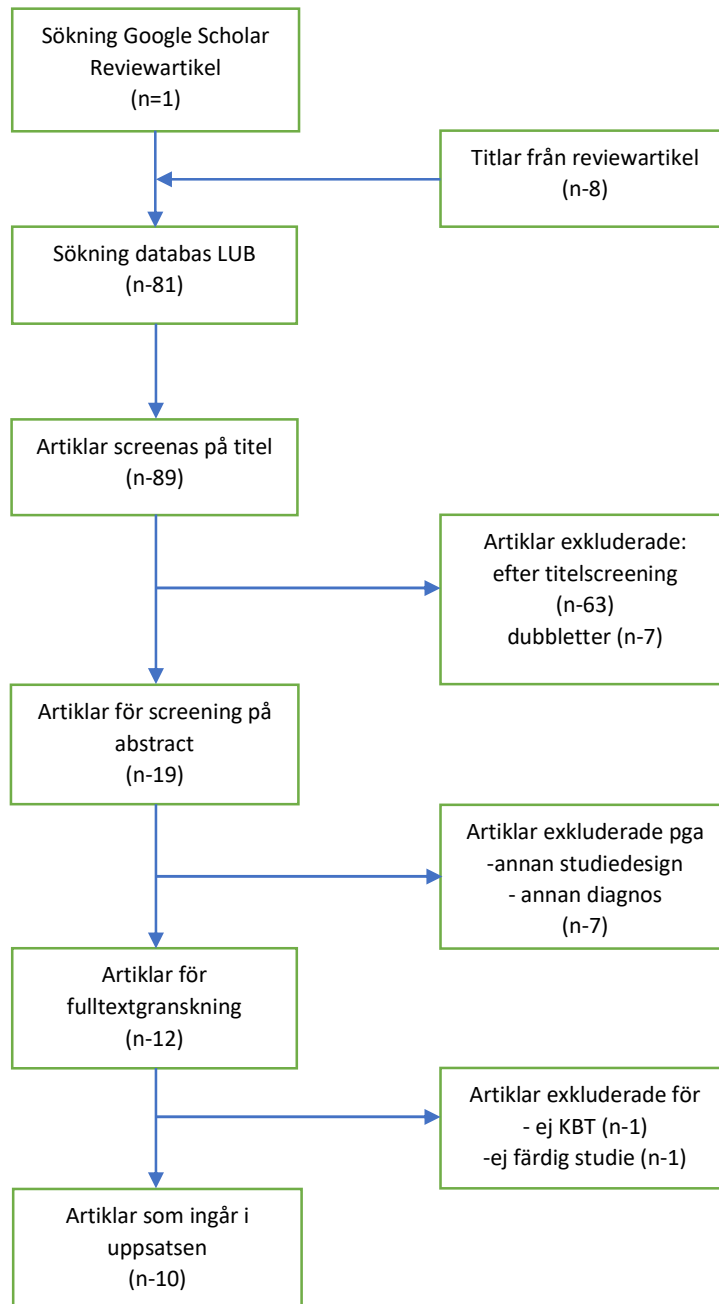 Sökning Google Scholar
Reviewartikel
(n=1)
Titlar från reviewartikel
(n-8)
Sökning databas LUB
(n-81)
Artiklar screenas på titel
(n-89)
Artiklar exkluderade:
efter titelscreening
(n-63)
dubbletter (n-7)
Artiklar för screening på
abstract
(n-19)
Artiklar exkluderade pga
-annan studiedesign
- annan diagnos
(n-7)
Artiklar för
fulltextgranskning
(n-12)
Artiklar exkluderade för
- ej KBT (n-1)
-ej färdig studie (n-1)
Artiklar som ingår i
uppsatsen
(n-10)